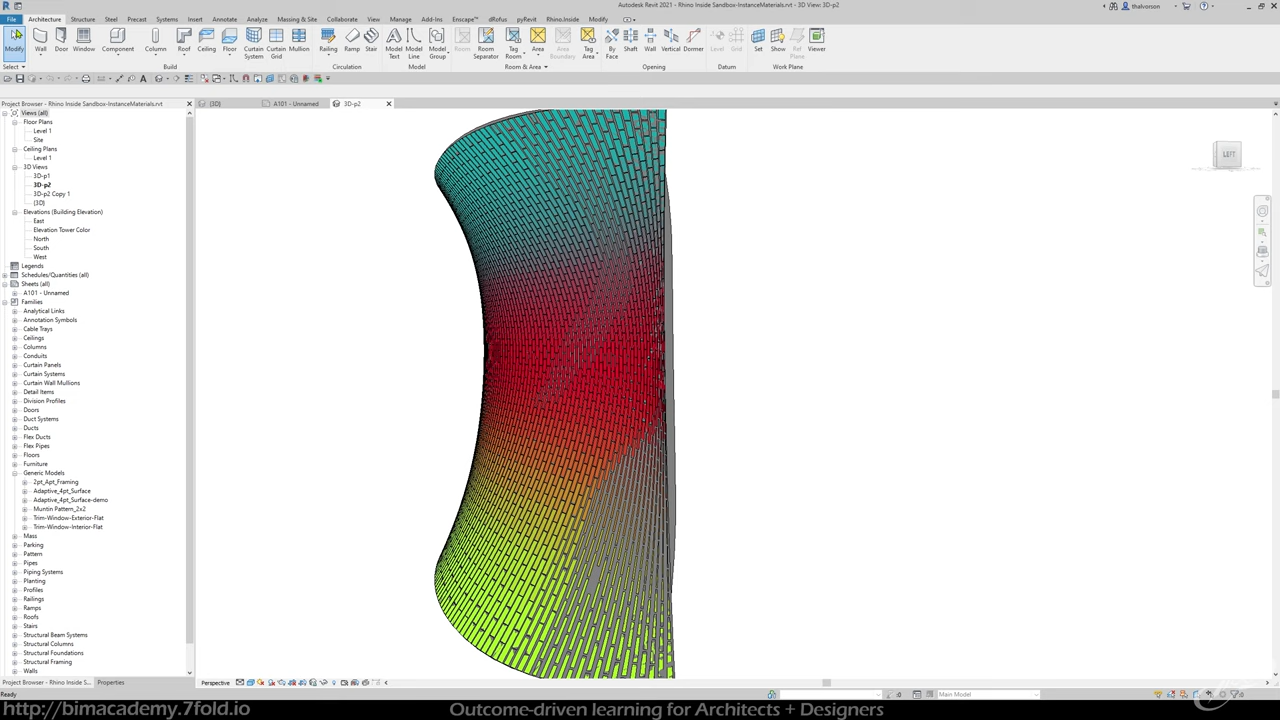 Autodesk Revit 2021 - Rhino Inside Sandbox-InstanceMaterials.rvt - 3D View: 3D-p2
thalvorson
File Architecture Structure Steel Precast Systems Insert Annotate Analyze Massing & Site Collaborate View Manage Add-Ins Enscape™ dRofus pyRevit Rhino.Inside Modify
Modify Wall Door Window Component Column Roof Ceiling Floor Curtain System Curtain Grid Mullion Railing Ramp Stair Model Text Model Line Model Group Room Room Separator Tag Room Area Area Boundary Tag Area By Face Shaft Wall Vertical Dormer Level Grid Set Show Ref Plane Viewer
Select Build Circulation Model Room & Area Opening Datum Work Plane
Project Browser - Rhino Inside Sandbox-InstanceMaterials.rvt
{3D} A101 - Unnamed 3D-p2
Views (all)
Floor Plans
Level 1
Site
Ceiling Plans
Level 1
3D Views
3D-p1
3D-p2
3D-p2 Copy 1
{3D}
Elevations (Building Elevation)
East
Elevation Tower Color
North
South
West
Legends
Schedules/Quantities (all)
Sheets (all)
A101 - Unnamed
Families
Analytical Links
Annotation Symbols
Cable Trays
Ceilings
Columns
Conduits
Curtain Panels
Curtain Systems
Curtain Wall Mullions
Detail Items
Division Profiles
Doors
Duct Systems
Ducts
Flex Ducts
Flex Pipes
Floors
Furniture
Generic Models
2pt_Apt_Framing
Adaptive_4pt_Surface
Adaptive_4pt_Surface-demo
Muntin Pattern_2x2
Trim-Window-Exterior-Flat
Trim-Window-Interior-Flat
Mass
Parking
Pattern
Pipes
Piping Systems
Planting
Profiles
Railings
Ramps
Roofs
Stairs
Structural Beam Systems
Structural Columns
Structural Foundations
Structural Framing
Walls
LEFT
Project Browser - Rhino Inside S... Properties
Perspective
Ready
:0
Main Model
:0
http://bimacademy.7fold.io Outcome-driven learning for Architects + Designers